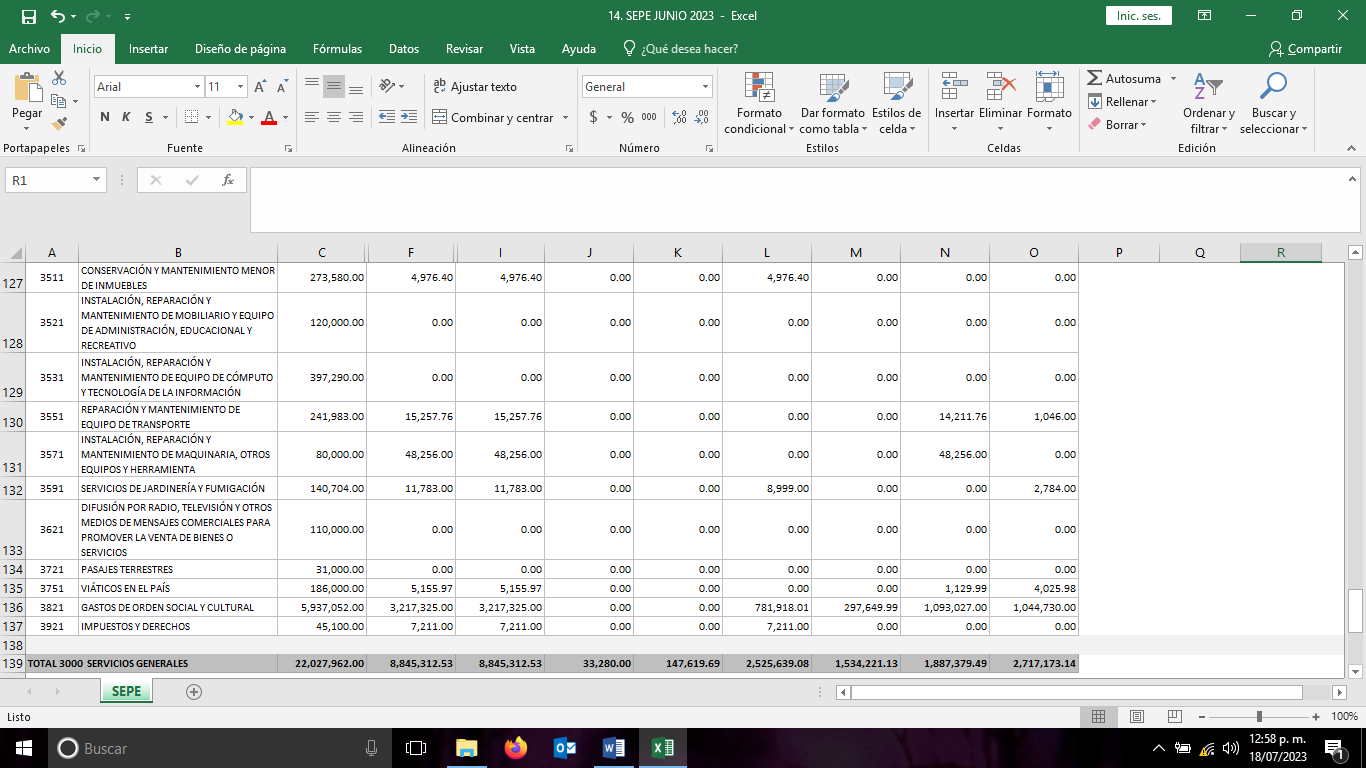 14. SEPE JUNIO 2023 - Excel
Inic. ses.
Archivo Inicio Insertar Diseño de página Fórmulas Datos Revisar Vista Ayuda ¿Qué desea hacer? Compartir
Pegar
Portapapeles
Arial 11
N K S
Fuente
Ajustar texto
Combinar y centrar
Alineación
General
$ % 000
Número
Formato condicional
Dar formato como tabla
Estilos de celda
Estilos
Insertar Eliminar Formato
Celdas
Autosuma
Rellenar
Borrar
Ordenar y filtrar
Buscar y seleccionar
Edición
R1 fx
A B C F I J K L M N O P Q R
127 3511 CONSERVACIÓN Y MANTENIMIENTO MENOR DE INMUEBLES 273,580.00 4,976.40 4,976.40 0.00 0.00 4,976.40 0.00 0.00 0.00
128 3521 INSTALACIÓN, REPARACIÓN Y MANTENIMIENTO DE MOBILIARIO Y EQUIPO DE ADMINISTRACIÓN, EDUCACIONAL Y RECREATIVO 120,000.00 0.00 0.00 0.00 0.00 0.00 0.00 0.00 0.00
129 3531 INSTALACIÓN, REPARACIÓN Y MANTENIMIENTO DE EQUIPO DE CÓMPUTO Y TECNOLOGÍA DE LA INFORMACIÓN 397,290.00 0.00 0.00 0.00 0.00 0.00 0.00 0.00 0.00
130 3551 REPARACIÓN Y MANTENIMIENTO DE EQUIPO DE TRANSPORTE 241,983.00 15,257.76 15,257.76 0.00 0.00 0.00 0.00 14,211.76 1,046.00
131 3571 INSTALACIÓN, REPARACIÓN Y MANTENIMIENTO DE MAQUINARIA, OTROS EQUIPOS Y HERRAMIENTA 80,000.00 48,256.00 48,256.00 0.00 0.00 0.00 0.00 48,256.00 0.00
132 3591 SERVICIOS DE JARDINERÍA Y FUMIGACIÓN 140,704.00 11,783.00 11,783.00 0.00 0.00 8,999.00 0.00 0.00 2,784.00
133 3621 DIFUSIÓN POR RADIO, TELEVISIÓN Y OTROS MEDIOS DE MENSAJES COMERCIALES PARA PROMOVER LA VENTA DE BIENES O SERVICIOS 110,000.00 0.00 0.00 0.00 0.00 0.00 0.00 0.00 0.00
134 3721 PASAJES TERRESTRES 31,000.00 0.00 0.00 0.00 0.00 0.00 0.00 0.00 0.00
135 3751 VIÁTICOS EN EL PAÍS 186,000.00 5,155.97 5,155.97 0.00 0.00 0.00 0.00 1,129.99 4,025.98
136 3821 GASTOS DE ORDEN SOCIAL Y CULTURAL 5,937,052.00 3,217,325.00 3,217,325.00 0.00 0.00 781,918.01 297,649.99 1,093,027.00 1,044,730.00
137 3921 IMPUESTOS Y DERECHOS 45,100.00 7,211.00 7,211.00 0.00 0.00 7,211.00 0.00 0.00 0.00
138
139 TOTAL 3000 SERVICIOS GENERALES 22,027,962.00 8,845,312.53 8,845,312.53 33,280.00 147,619.69 2,525,639.08 1,534,221.13 1,887,379.49 2,717,173.14
SEPE
Listo 100%
Buscar
12:58 p. m.
18/07/2023
1